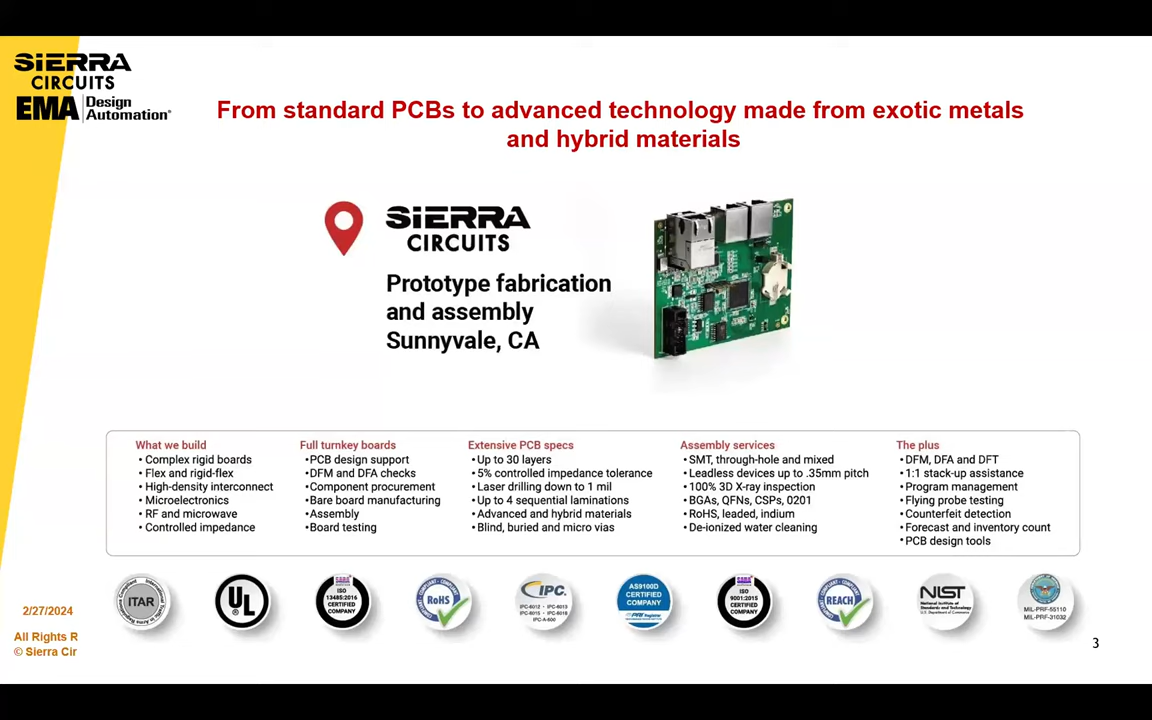 SIERRA
CIRCUITS
EMA Design
Automation®
From standard PCBs to advanced technology made from exotic metals
and hybrid materials
SIERRA
CIRCUITS
Prototype fabrication
and assembly
Sunnyvale, CA
What we build
• Complex rigid boards
• Flex and rigid-flex
• High-density interconnect
• Microelectronics
• RF and microwave
• Controlled impedance
Full turnkey boards
• PCB design support
• DFM and DFA checks
• Component procurement
• Bare board manufacturing
• Assembly
• Board testing
Extensive PCB specs
• Up to 30 layers
• 5% controlled impedance tolerance
• Laser drilling down to 1 mil
• Up to 4 sequential laminations
• Advanced and hybrid materials
• Blind, buried and micro vias
Assembly services
• SMT, through-hole and mixed
• Leadless devices up to .35mm pitch
• 100% 3D X-ray inspection
• BGAs, QFNs, CSPs, 0201
• RoHS, leaded, indium
• De-ionized water cleaning
The plus
• DFM, DFA and DFT
• 1:1 stack-up assistance
• Program management
• Flying probe testing
• Counterfeit detection
• Forecast and inventory count
• PCB design tools
ITAR
UL
ISO
13485:2016
CERTIFIED
COMPANY
RoHS
IPC.
IPC-6012 • IPC-6013
IPC-6015 • IPC-6018
IPC-A-600
AS9100D
CERTIFIED
COMPANY
PRI Registrar
ISO
9001:2015
CERTIFIED
COMPANY
REACH
NIST
National Institute of
Standards and Technology
U.S. Department of Commerce
MIL-PRF-55110
MIL-PRF-31032
2/27/2024
All Rights R
© Sierra Cir
3